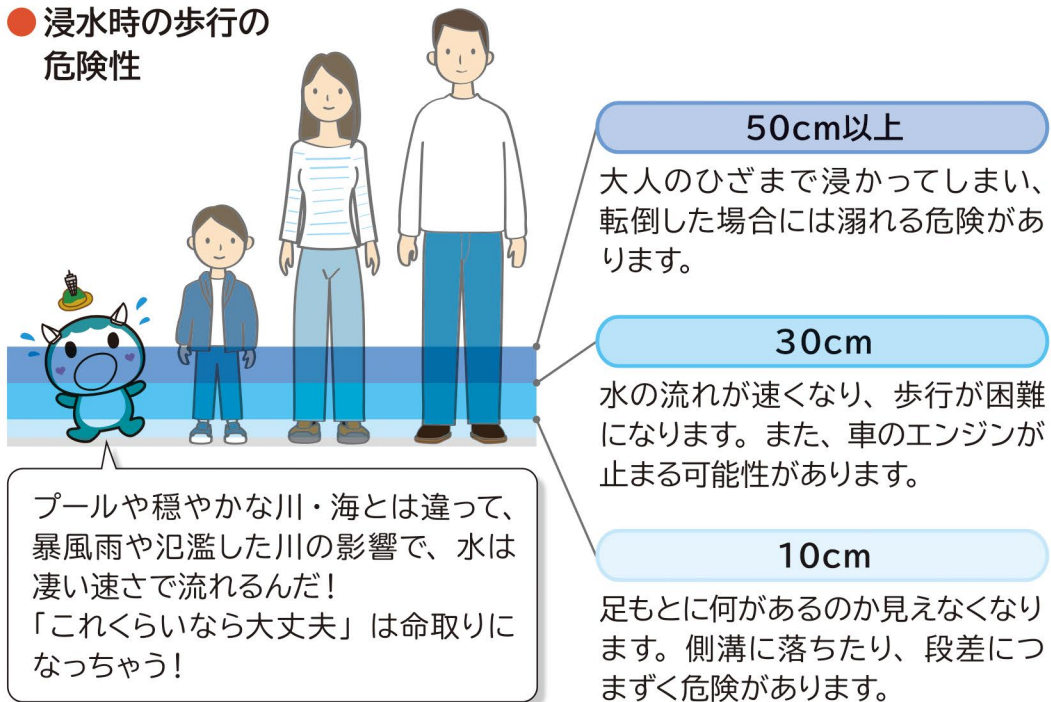 浸水時の歩行の
危険性
50cm以上
大人のひざまで浸かってしまい、
転倒した場合には溺れる危険があ
ります。
30cm
水の流れが速くなり、歩行が困難
になります。また、車のエンジンが
止まる可能性があります。
10cm
足もとに何があるのか見えなくなり
ます。側溝に落ちたり、段差につ
まずく危険があります。
プールや穏やかな川・海とは違って、
暴風雨や氾濫した川の影響で、水は
凄い速さで流れるんだ！
「これくらいなら大丈夫」は命取りに
なっちゃう！